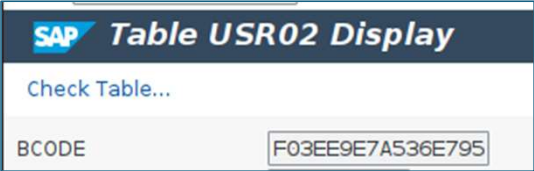 SAP Table USR02 Display
Check Table...
BCODE F03EE9E7A536E795